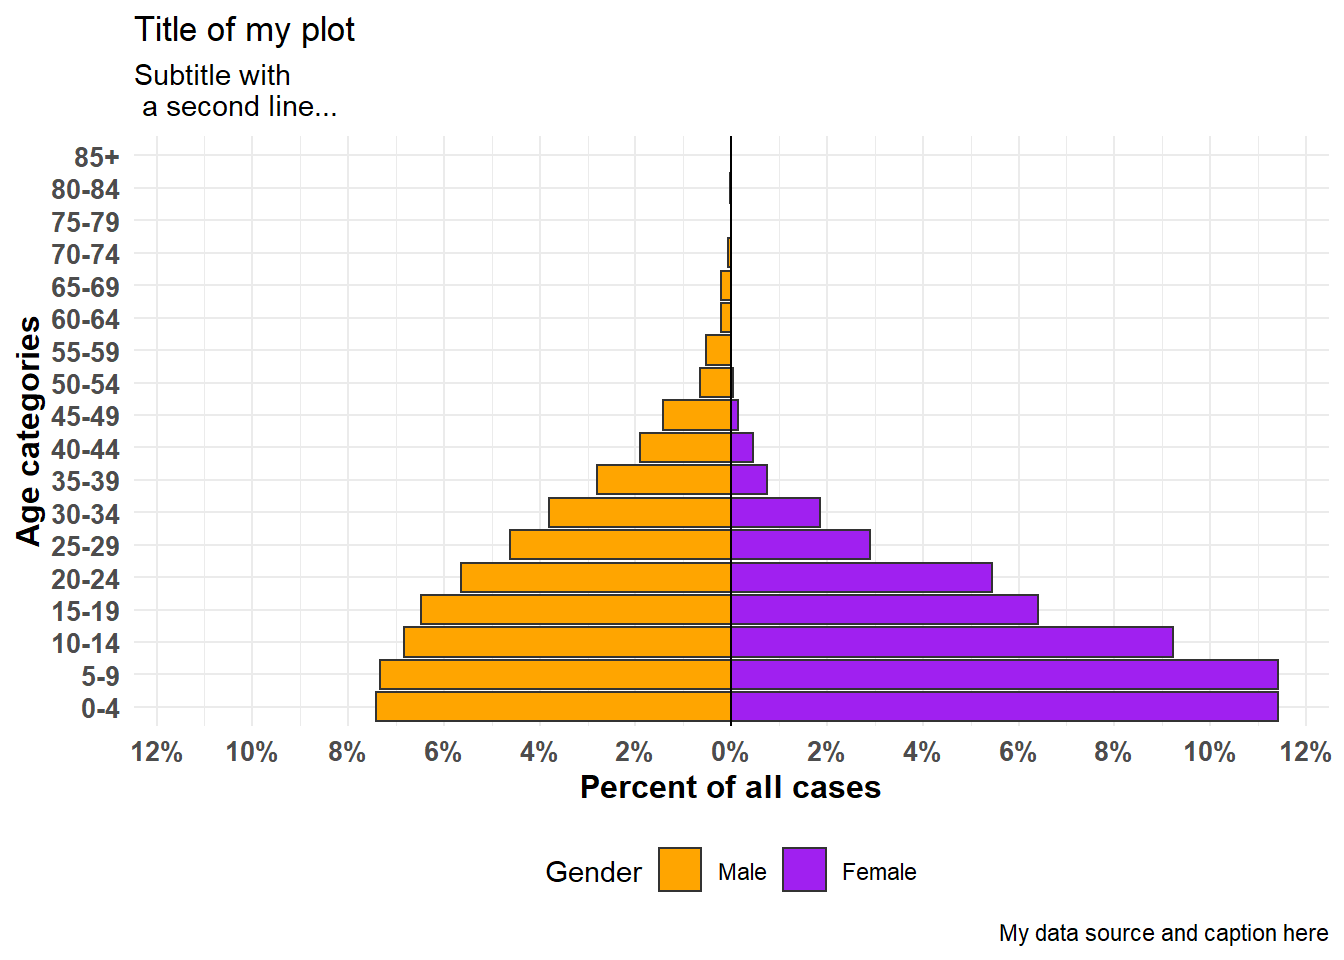 Title of my plot
Subtitle with
a second line...
85+
80-84
75-79
70-74
65-69
60-64
55-59
50-54
45-49
40-44
35-39
30-34
25-29
20-24
15-19
10-14
5-9
0-4
Age categories
12% 10% 8% 6% 4% 2% 0% 2% 4% 6% 8% 10% 12%
Percent of all cases
Gender Male Female
My data source and caption here